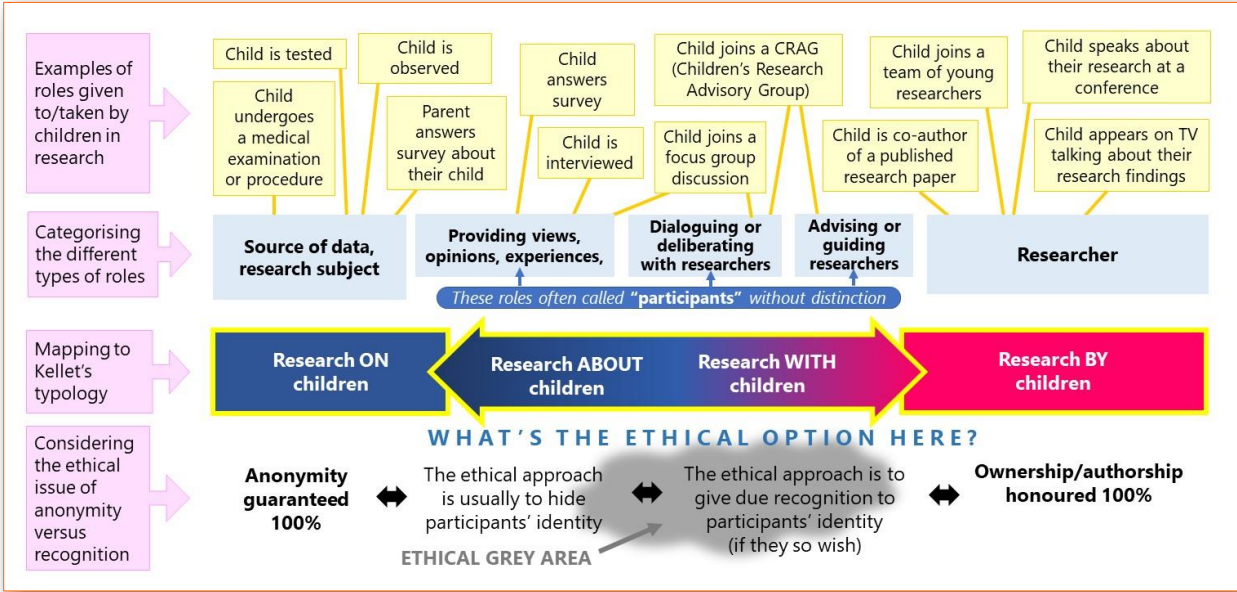 Examples of
roles given
to/taken by
children in
research
Child is tested
Child
undergoes
a medical
examination
or procedure
Child is
observed
Parent
answers
survey about
their child
Child
answers
survey
Child is
interviewed
Child joins a CRAG
(Children's Research
Advisory Group)
Child joins a
focus group
discussion
Child joins a
team of young
researchers
Child is co-author
of a published
research paper
Child speaks about
their research at a
conference
Child appears on TV
talking about their
research findings
Categorising
the different
types of roles
Source of data,
research subject
Providing views,
opinions, experiences,
Dialoguing or
deliberating
with researchers
Advising or
guiding
researchers
Researcher
These roles often called "participants" without distinction
Mapping to
Kellet's
typology
Research ON
children
Research ABOUT
children
Research WITH
children
Research BY
children
WHAT'S THE ETHICAL OPTION HERE?
Considering
the ethical
issue of
anonymity
versus
recognition
Anonymity
guaranteed
100%
The ethical approach
is usually to hide
participants' identity
The ethical approach is to
give due recognition to
participants' identity
(if they so wish)
Ownership/authorship
honoured 100%
ETHICAL GREY AREA